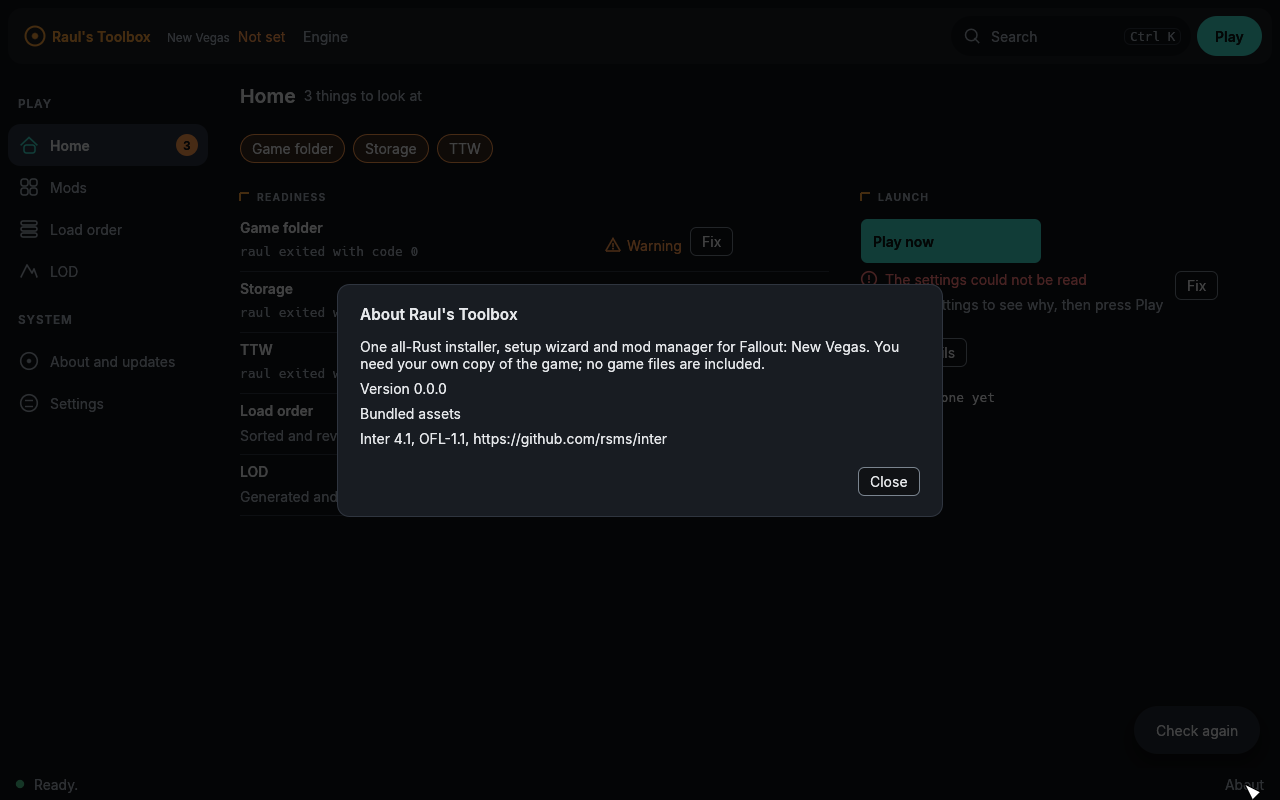 Raul's Toolbox New Vegas Not set Engine Search Ctrl K Play
PLAY
Home 3
Mods
Load order
LOD
SYSTEM
About and updates
Settings
Home 3 things to look at
Game folder Storage TTW
READINESS
Game folder
raul exited with code 0
Warning Fix
Storage
raul exited w
TTW
raul exited w
Load order
Sorted and rev
LOD
Generated and
LAUNCH
Play now
The settings could not be read
ttings to see why, then press Play
Fix
ls
one yet
About Raul's Toolbox
One all-Rust installer, setup wizard and mod manager for Fallout: New Vegas. You
need your own copy of the game; no game files are included.
Version 0.0.0
Bundled assets
Inter 4.1, OFL-1.1, https://github.com/rsms/inter
Close
Check again
Ready.
About